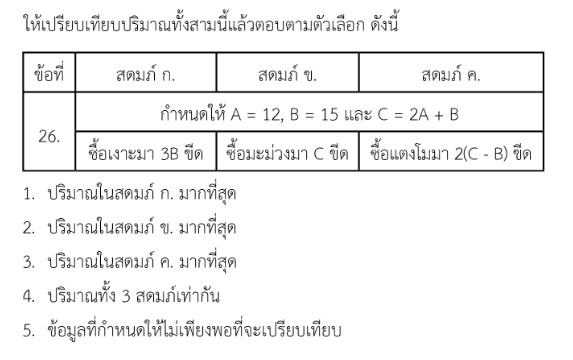 ให้เปรียบเทียบปริมาณทั้งสามนี้แล้วตอบตามตัวเลือก ดังนี้
ข้อที่ สดมภ์ ก. สดมภ์ ข. สดมภ์ ค.
26. กำหนดให้ A = 12, B = 15 และ C = 2A + B
ซื้อเงาะมา 3B ขีด ซื้อมะม่วงมา C ขีด ซื้อแตงโมมา 2(C - B) ขีด
1. ปริมาณในสดมภ์ ก. มากที่สุด
2. ปริมาณในสดมภ์ ข. มากที่สุด
3. ปริมาณในสดมภ์ ค. มากที่สุด
4. ปริมาณทั้ง 3 สดมภ์เท่ากัน
5. ข้อมูลที่กำหนดให้ไม่เพียงพอที่จะเปรียบเทียบ